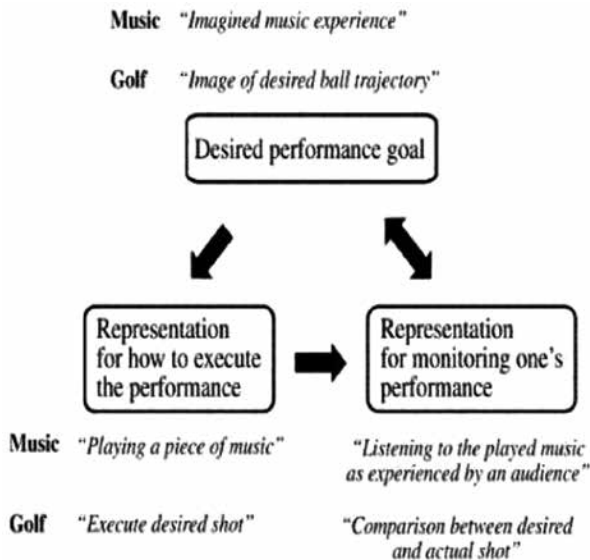 Music "Imagined music experience"
Golf "Image of desired ball trajectory"
Desired performance goal
Representation
for how to execute
the performance
Representation
for monitoring one's
performance
Music "Playing a piece of music"
"Listening to the played music
as experienced by an audience"
Golf "Execute desired shot"
"Comparison between desired
and actual shot"